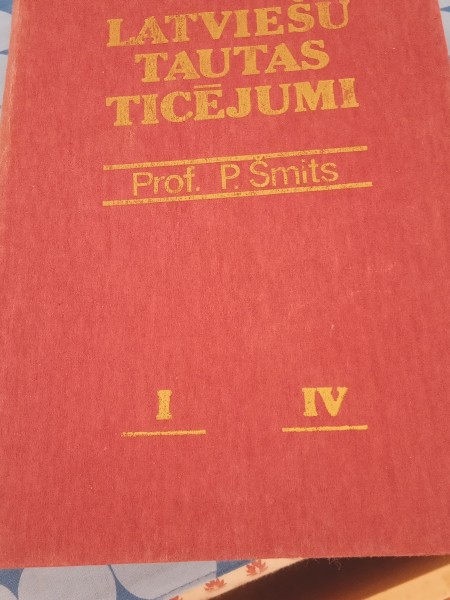 LATVIEŠU
TAUTAS
TICĒJUMI
Prof. P. Šmits
I IV